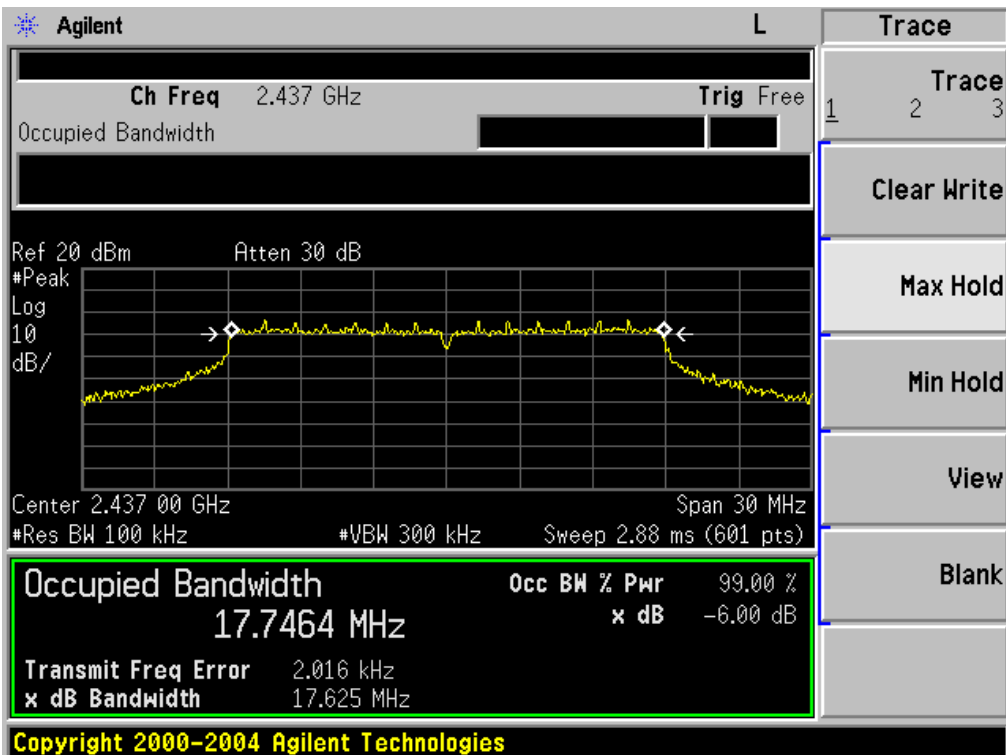 Agilent L Trace
Ch Freq 2.437 GHz Trig Free
Occupied Bandwidth
Trace
1 2 3
Clear Write
Max Hold
Min Hold
View
Blank
Ref 20 dBm Atten 30 dB
#Peak
Log
10
dB/
Center 2.437 00 GHz Span 30 MHz
#Res BW 100 kHz #VBW 300 kHz Sweep 2.88 ms (601 pts)
Occupied Bandwidth Occ BW % Pwr 99.00 %
17.7464 MHz x dB -6.00 dB
Transmit Freq Error 2.016 kHz
x dB Bandwidth 17.625 MHz
Copyright 2000-2004 Agilent Technologies